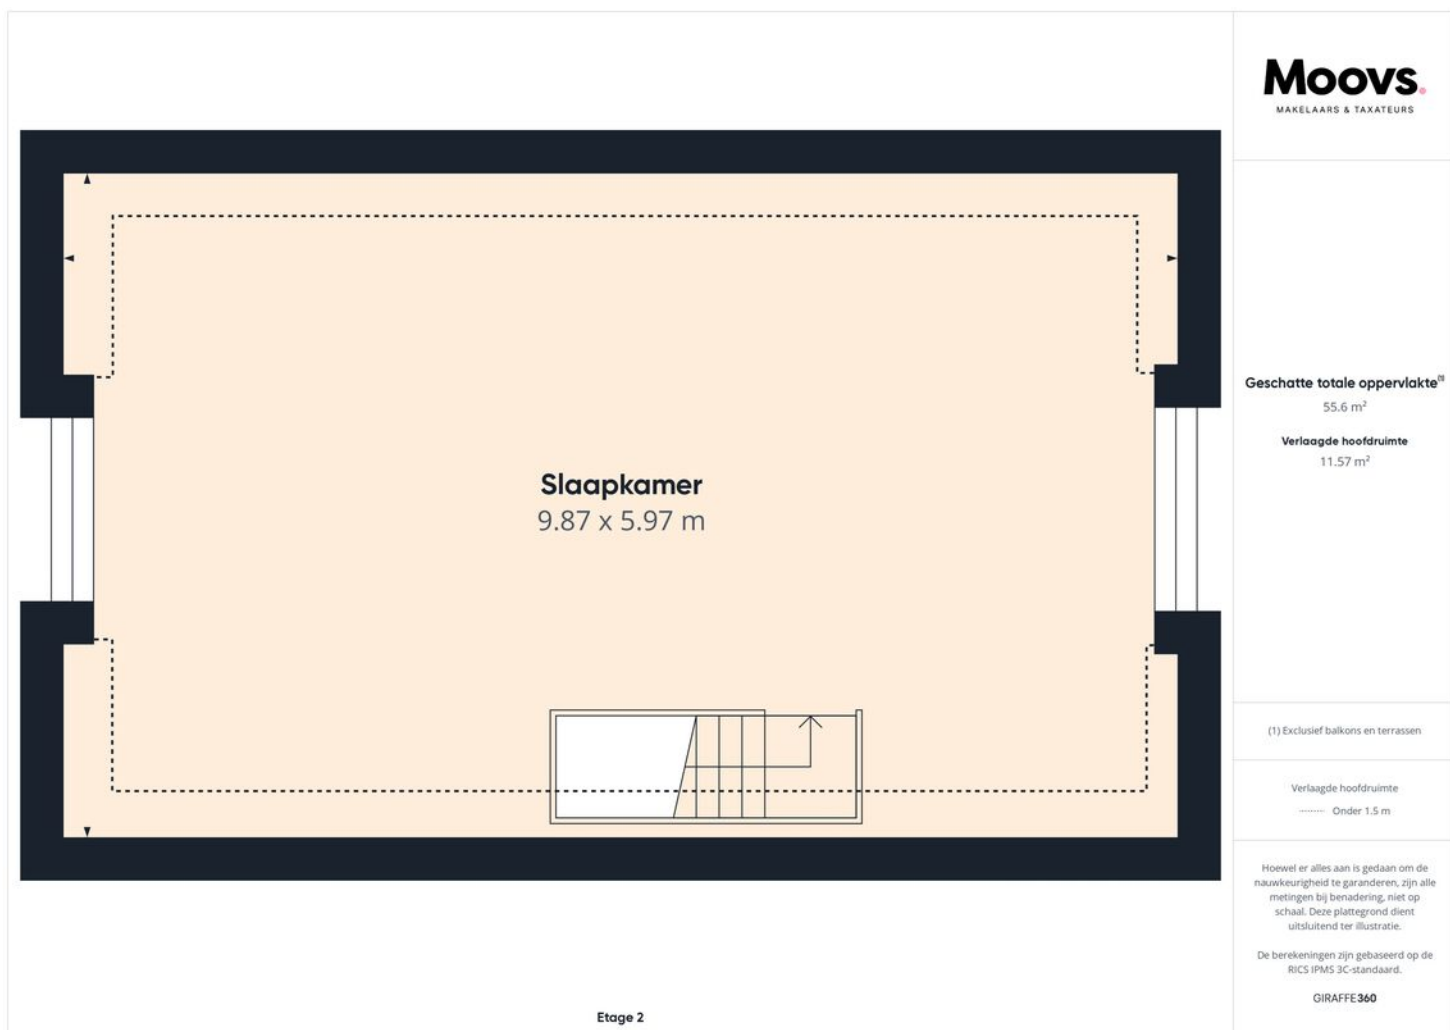 Moovs.
MAKELAARS & TAXATEURS
Slaapkamer
9.87 x 5.97 m
Etage 2
Geschatte totale oppervlakte(1)
55.6 m²
Verlaagde hoofdruimte
11.57 m²
(1) Exclusief balkons en terrassen
Verlaagde hoofdruimte
Onder 1.5 m
Hoewel er alles aan is gedaan om de
nauwkeurigheid te garanderen, zijn alle
metingen bij benadering, niet op
schaal. Deze plattegrond dient
uitsluitend ter illustratie.
De berekeningen zijn gebaseerd op de
RICS IPMS 3C-standaard.
GIRAFFE360